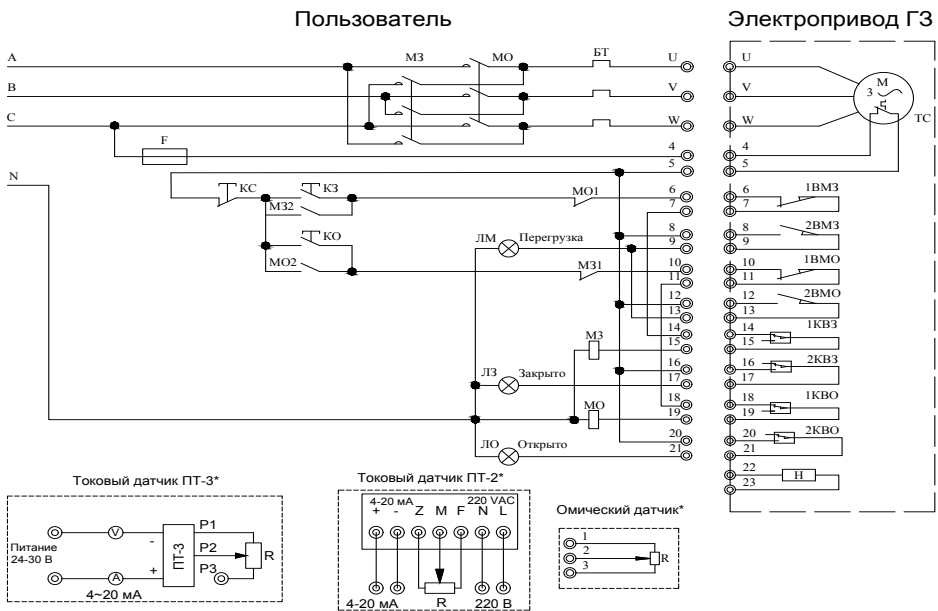 Пользователь
Электропривод ГЗ
A
МЗ
МО
БТ
U
U
M
3
B
V
V
C
W
W
ТС
F
4
4
5
5
N
КС
КЗ
МО1
6
6
1ВМЗ
МЗ2
7
7
КО
ЛМ
Перегрузка
8
8
2ВМЗ
9
9
МО2
МЗ1
10
10
1ВМО
11
11
12
12
2ВМО
13
13
14
14
1КВЗ
МЗ
15
15
16
16
2КВЗ
ЛЗ
Закрыто
17
17
18
18
1КВО
МО
19
19
20
20
2КВО
ЛО
Открыто
21
21
22
H
23
Токовый датчик ПТ-3*
Питание
24-30 В
V
A
-
+
ПТ-3
P1
P2
P3
R
4~20 мА
Токовый датчик ПТ-2*
4-20 мА
220 VAC
+ - Z M F N L
R
4-20 мА
220 В
Омический датчик*
1
2
3
R